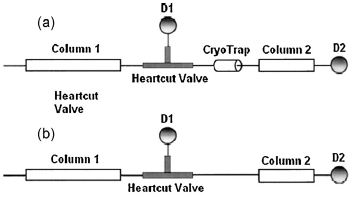 (a)
D1
Column 1
CryoTrap
Column 2
D2
Heartcut Valve
Heartcut
Valve
(b)
D1
Column 1
Column 2
D2
Heartcut Valve